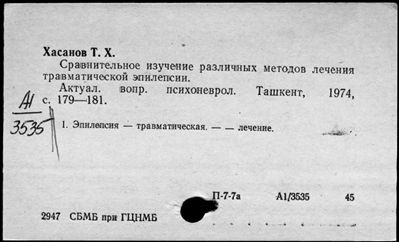 Хасанов Т. Х.
Сравнительное изучение различных методов лечения
травматической эпилепсии.
Актуал. вопр. психоневрол. Ташкент, 1974,
с. 179—181.
А1
3535
1. Эпилепсия — травматическая. — — лечение.
П-7-7а А1/3535 45
2947 СБМБ при ГЦНМБ